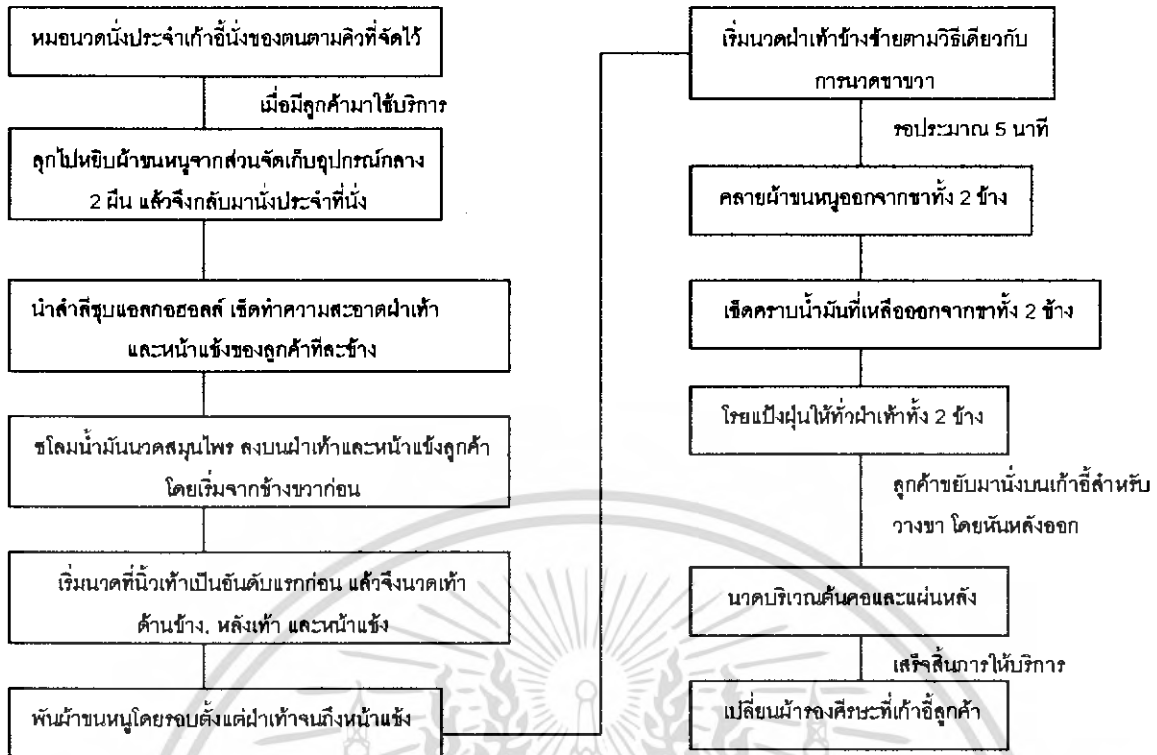 หมอนวดนั่งประจำเก้าอี้นั่งของตนตามคิวที่จัดไว้
เมื่อมีลูกค้ามาใช้บริการ
ลุกไปหยิบผ้าขนหนูจากส่วนจัดเก็บอุปกรณ์กลาง
2 ผืน แล้วจึงกลับมานั่งประจำที่นั่ง
นำสำลีชุบแอลกอฮอลล์ เช็ดทำความสะอาดฝ่าเท้า
และหน้าแข้งของลูกค้าทีละข้าง
ชโลมน้ำมันนวดสมุนไพร ลงบนฝ่าเท้าและหน้าแข้งลูกค้า
โดยเริ่มจากข้างขวาก่อน
เริ่มนวดที่นิ้วเท้าเป็นอันดับแรกก่อน แล้วจึงนวดเท้า
ด้านข้าง, หลังเท้า และหน้าแข้ง
พันผ้าขนหนูโดยรอบตั้งแต่ฝ่าเท้าจนถึงหน้าแข้ง
เริ่มนวดฝ่าเท้าข้างซ้ายตามวิธีเดียวกับ
การนวดขาขวา
รอประมาณ 5 นาที
คลายผ้าขนหนูออกจากขาทั้ง 2 ข้าง
เช็ดคราบน้ำมันที่เหลือออกจากขาทั้ง 2 ข้าง
โรยแป้งฝุ่นให้ทั่วฝ่าเท้าทั้ง 2 ข้าง
ลูกค้าขยับมานั่งบนเก้าอี้สำหรับ
วางขา โดยหันหลังออก
นวดบริเวณต้นคอและแผ่นหลัง
เสร็จสิ้นการให้บริการ
เปลี่ยนผ้ารองศีรษะที่เก้าอี้ลูกค้า